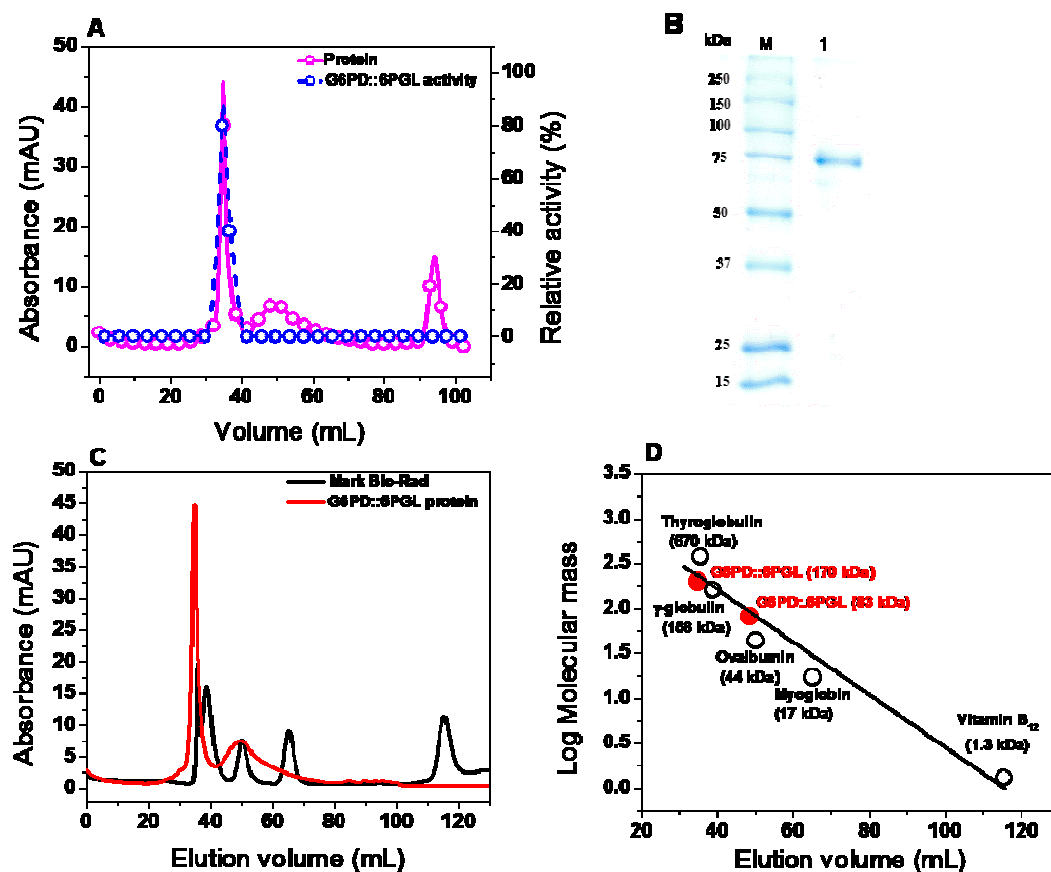 A
Protein
G6PD::6PGL activity
50
40
30
20
10
0
100
80
60
40
20
0
Absorbance (mAU)
Relative activity (%)
0 20 40 60 80 100
Volume (mL)
B
kDa M 1
250
150
100
75
50
37
25
15
C
Mark Bio-Rad
G6PD::6PGL protein
50
45
40
35
30
25
20
15
10
5
0
Absorbance (mAU)
0 20 40 60 80 100 120
Elution volume (mL)
D
3.5
3.0
2.5
2.0
1.5
1.0
0.5
0.0
Log Molecular mass
Thyroglebulin
(670 kDa)
G6PD::6PGL (170 kDa)
G6PD::6PGL (83 kDa)
γ-glebulin
(158 kDa)
Ovalbumin
(44 kDa)
Myoglebin
(17 kDa)
Vitamin B12
(1.3 kDa)
20 40 60 80 100 120
Elution volume (mL)